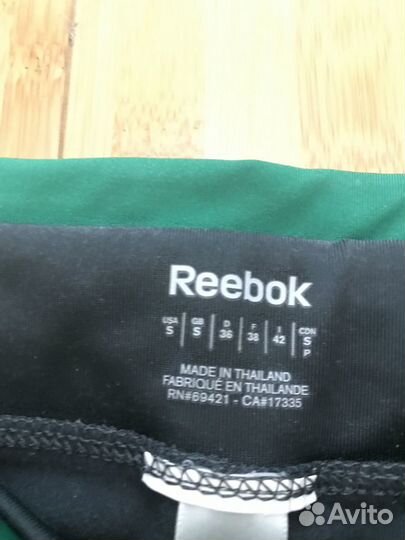 Reebok
USA GB D F I CDN
S S 36 38 42 S
P
MADE IN THAILAND
FABRIQUÉ EN THAILANDE
RN#69421 - CA#17335
Avito